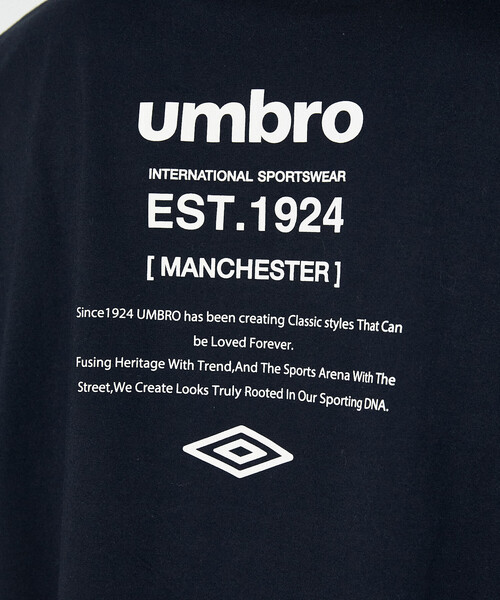 umbro
INTERNATIONAL SPORTSWEAR
EST.1924
[ MANCHESTER ]
Since1924 UMBRO has been creating Classic styles That Can
be Loved Forever.
Fusing Heritage With Trend,And The Sports Arena With The
Street,We Create Looks Truly Rooted In Our Sporting DNA.